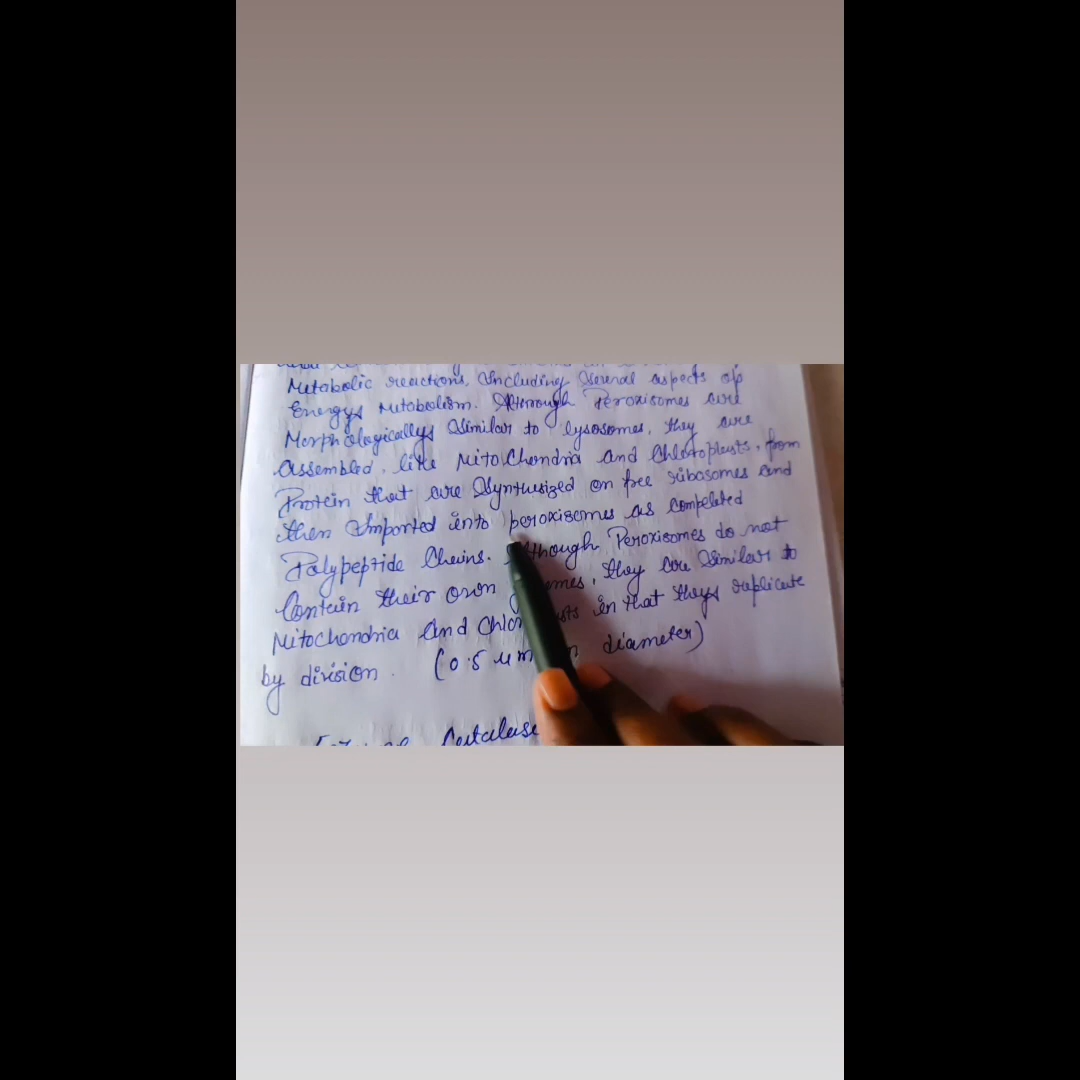 Metabolic reactions, Including Several aspects of
Energy Metabolism. Although Peroxisomes are
Morphologically Similar to lysosomes, they are
Assembled, like Mitochondria and Chloroplasts, from
Protein that are Synthesized on free ribosomes and
then Imported into peroxisomes as compelated
Polypeptide Chains. Although Peroxisomes do not
Contain their own, they are Similar to
Mitochondria And in that they replicate
by division. (0.5 um diameter)
Catalase